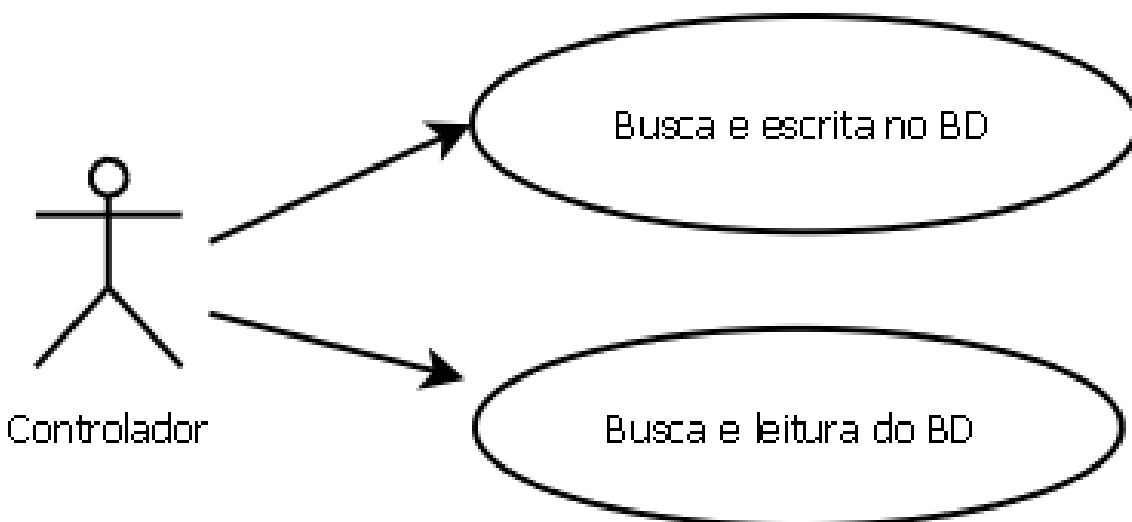 Busca e escrita no BD
Controlador
Busca e leitura do BD